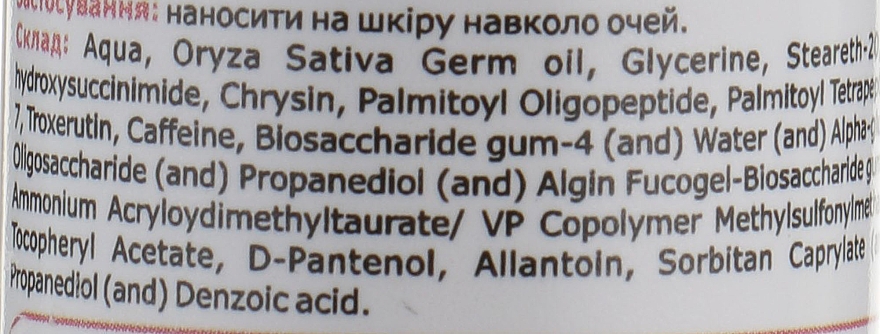 Застосування: наносити на шкіру навколо очей.
Склад: Aqua, Oryza Sativa Germ oil, Glycerine, Steareth-20
hydroxysuccinimide, Chrysin, Palmitoyl Oligopeptide, Palmitoyl Tetrape
7, Troxerutin, Caffeine, Biosaccharide gum-4 (and) Water (and) Alpha-
Oligosaccharide (and) Propanediol (and) Algin Fucogel-Biosaccharide gu
Ammonium Acryloydimethyltaurate/ VP Copolymer Methylsulfonylmet
Tocopheryl Acetate, D-Pantenol, Allantoin, Sorbitan Caprylate
Propanediol (and) Denzoic acid.